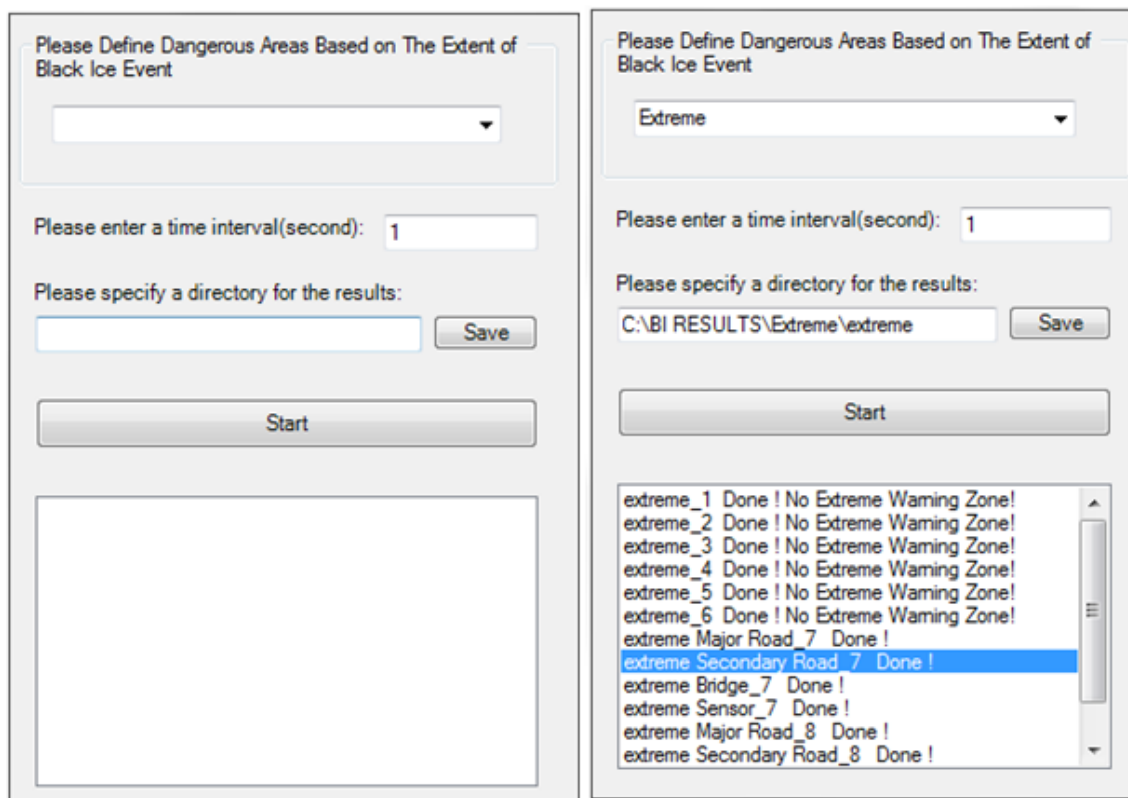 Please Define Dangerous Areas Based on The Extent of
Black Ice Event
Please enter a time interval(second):
1
Please specify a directory for the results:
Save
Start
Please Define Dangerous Areas Based on The Extent of
Black Ice Event
Extreme
Please enter a time interval(second):
1
Please specify a directory for the results:
C:\BI RESULTS\Extreme\extreme
Save
Start
extreme_1 Done ! No Extreme Warning Zone!
extreme_2 Done ! No Extreme Warning Zone!
extreme_3 Done ! No Extreme Warning Zone!
extreme_4 Done ! No Extreme Warning Zone!
extreme_5 Done ! No Extreme Warning Zone!
extreme_6 Done ! No Extreme Warning Zone!
extreme Major Road_7 Done !
extreme Secondary Road_7 Done !
extreme Bridge_7 Done !
extreme Sensor_7 Done !
extreme Major Road_8 Done !
extreme Secondary Road_8 Done !